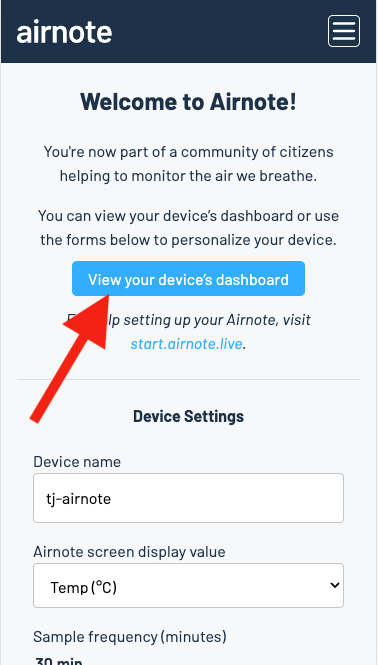 airnote
Welcome to Airnote!
You're now part of a community of citizens
helping to monitor the air we breathe.
You can view your device's dashboard or use
the forms below to personalize your device.
View your device's dashboard
help setting up your Airnote, visit
start.airnote.live.
Device Settings
Device name
tj-airnote
Airnote screen display value
Temp (°C)
Sample frequency (minutes)
30 min